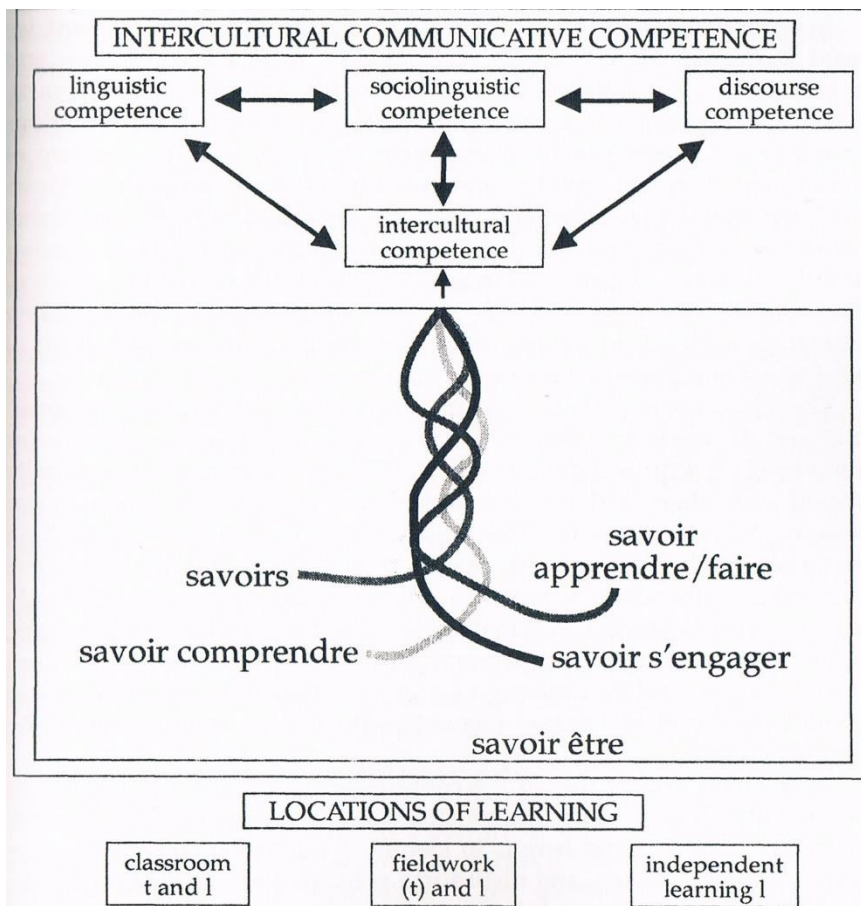 INTERCULTURAL COMMUNICATIVE COMPETENCE
linguistic
competence
sociolinguistic
competence
discourse
competence
intercultural
competence
savoirs
savoir
apprendre/faire
savoir comprendre
savoir s'engager
savoir être
LOCATIONS OF LEARNING
classroom
t and l
fieldwork
(t) and l
independent
learning l